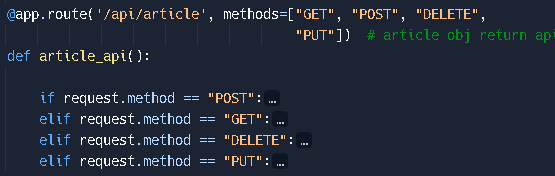 @app.route('/api/article', methods=["GET", "POST", "DELETE",
"PUT"])  # article obj return api
def article_api():
if request.method == "POST":…
elif request.method == "GET":…
elif request.method == "DELETE":…
elif request.method == "PUT":…